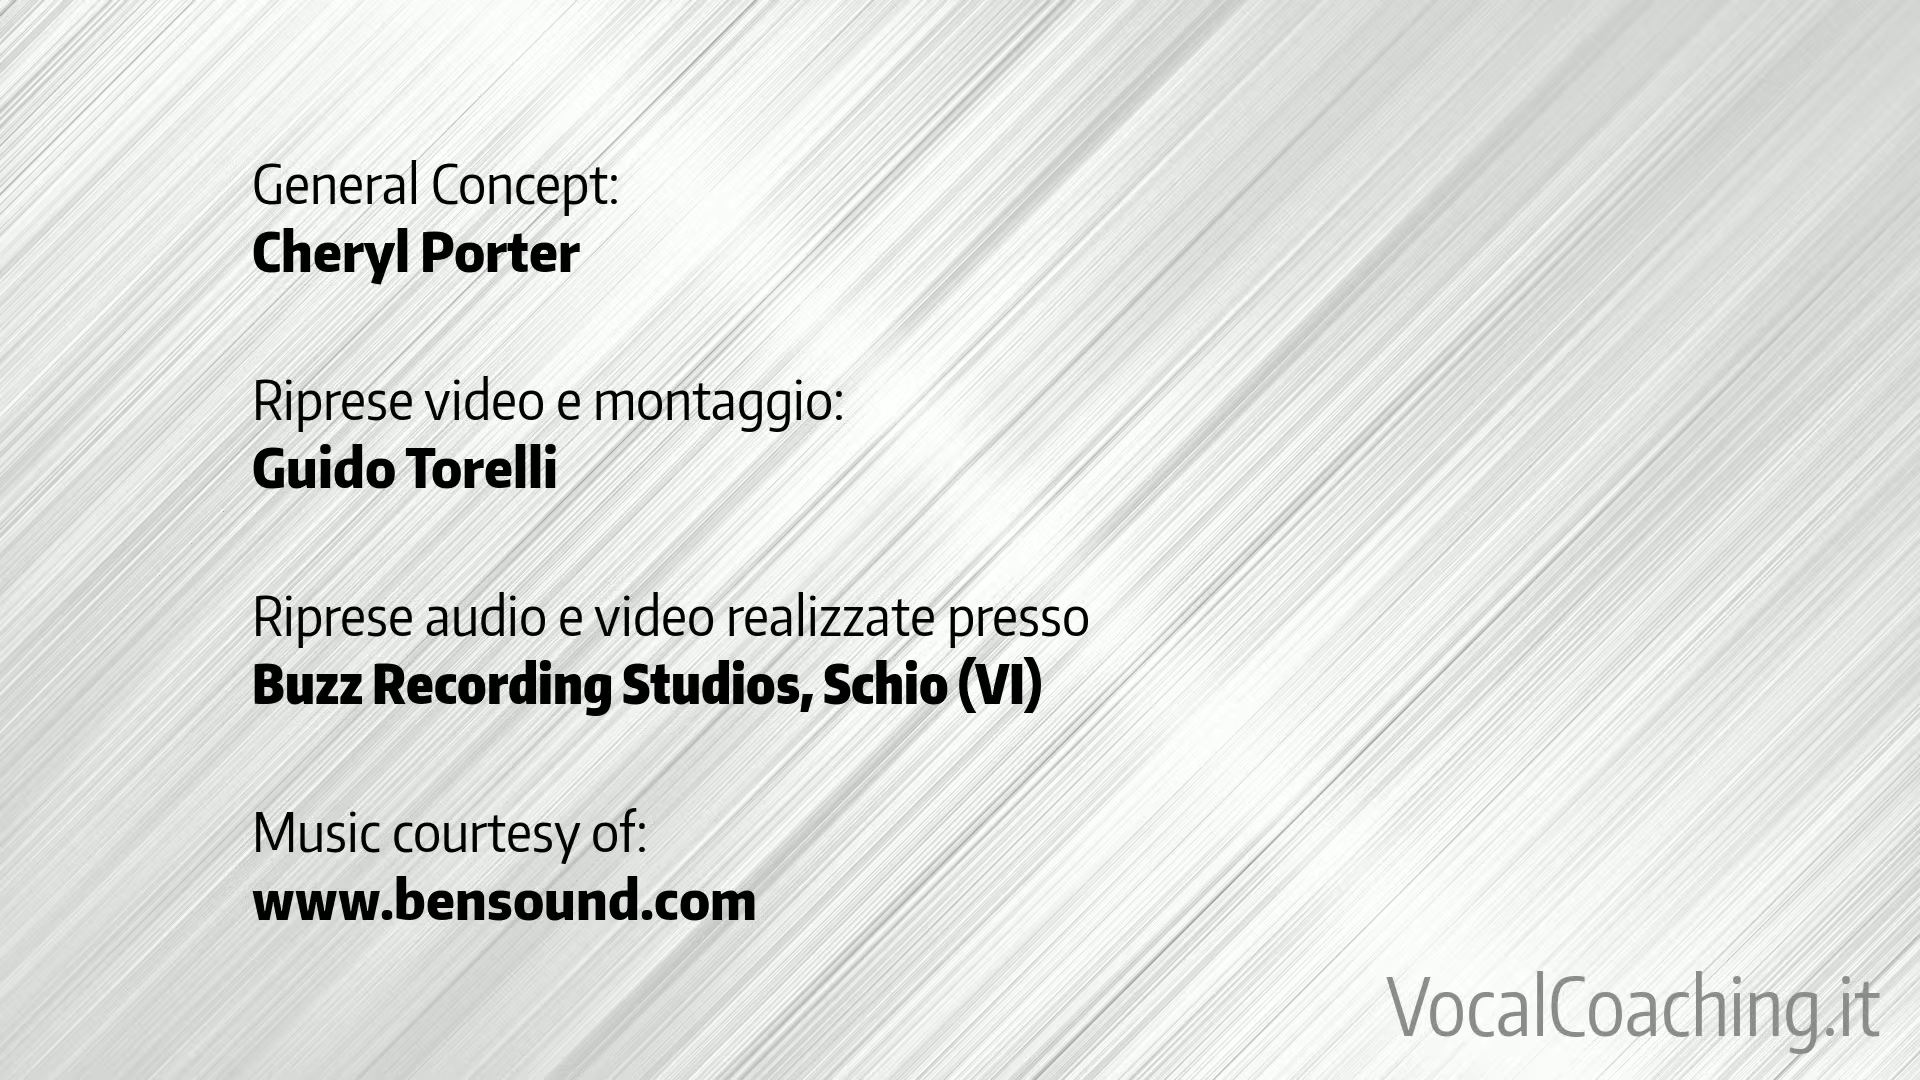 General Concept:
Cheryl Porter
Riprese video e montaggio:
Guido Torelli
Riprese audio e video realizzate presso
Buzz Recording Studios, Schio (VI)
Music courtesy of:
www.bensound.com
VocalCoaching.it